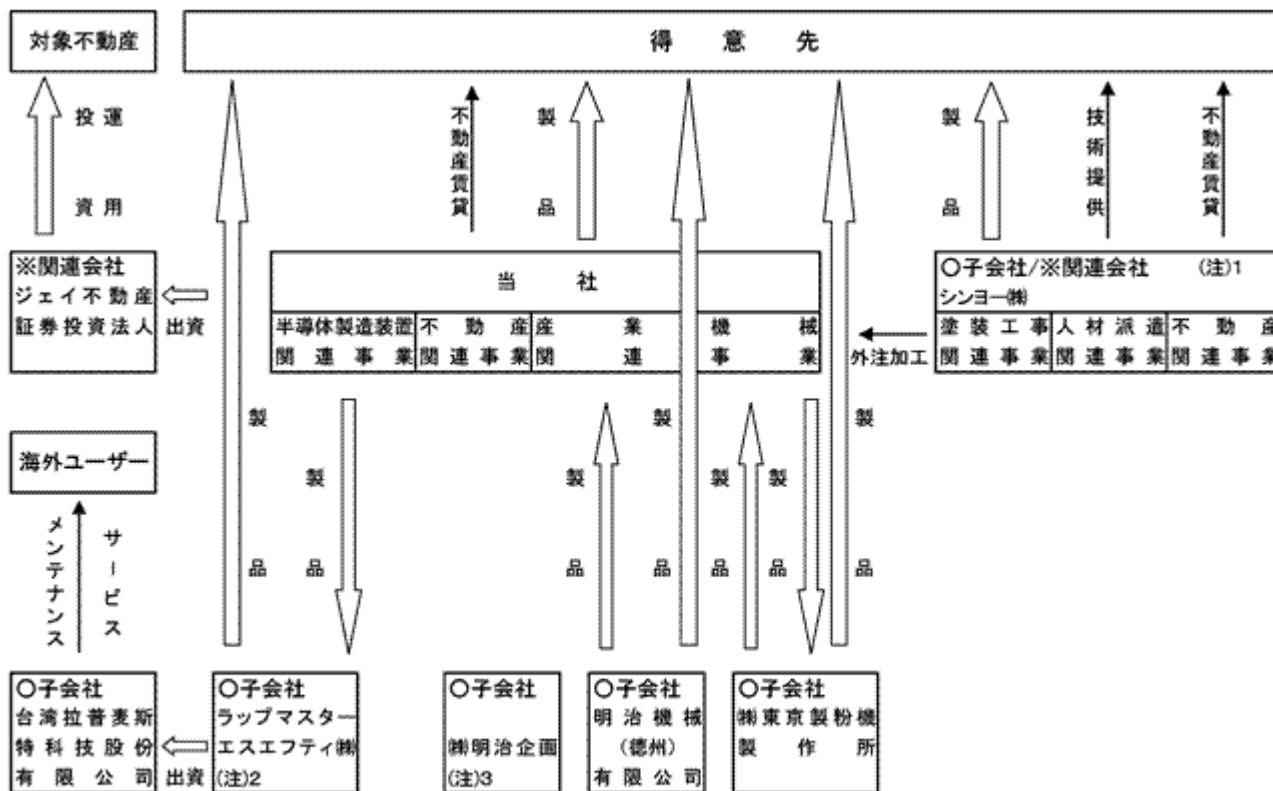 対象不動産
得意先
投資
運用
不動産賃貸
製品
製品
技術提供
不動産賃貸
※関連会社
ジェイ不動産
証券投資法人
出資
当社
半導体製造装置
関連事業
不動産
関連事業
産業機械
関連事業
外注加工
○子会社/※関連会社 (注)1
シンヨー㈱
塗装工事
関連事業
人材派遣
関連事業
不動産
関連事業
海外ユーザー
メンテナンス
サービス
製品
製品
製品
製品
製品
製品
製品
○子会社
台湾拉普麦斯
特科技股份
有限公司
出資
○子会社
ラップマスター
エスエフティ㈱
(注)2
○子会社
㈱明治企画
(注)3
○子会社
明治機械
(德州)
有限公司
○子会社
㈱東京製粉機
製作所